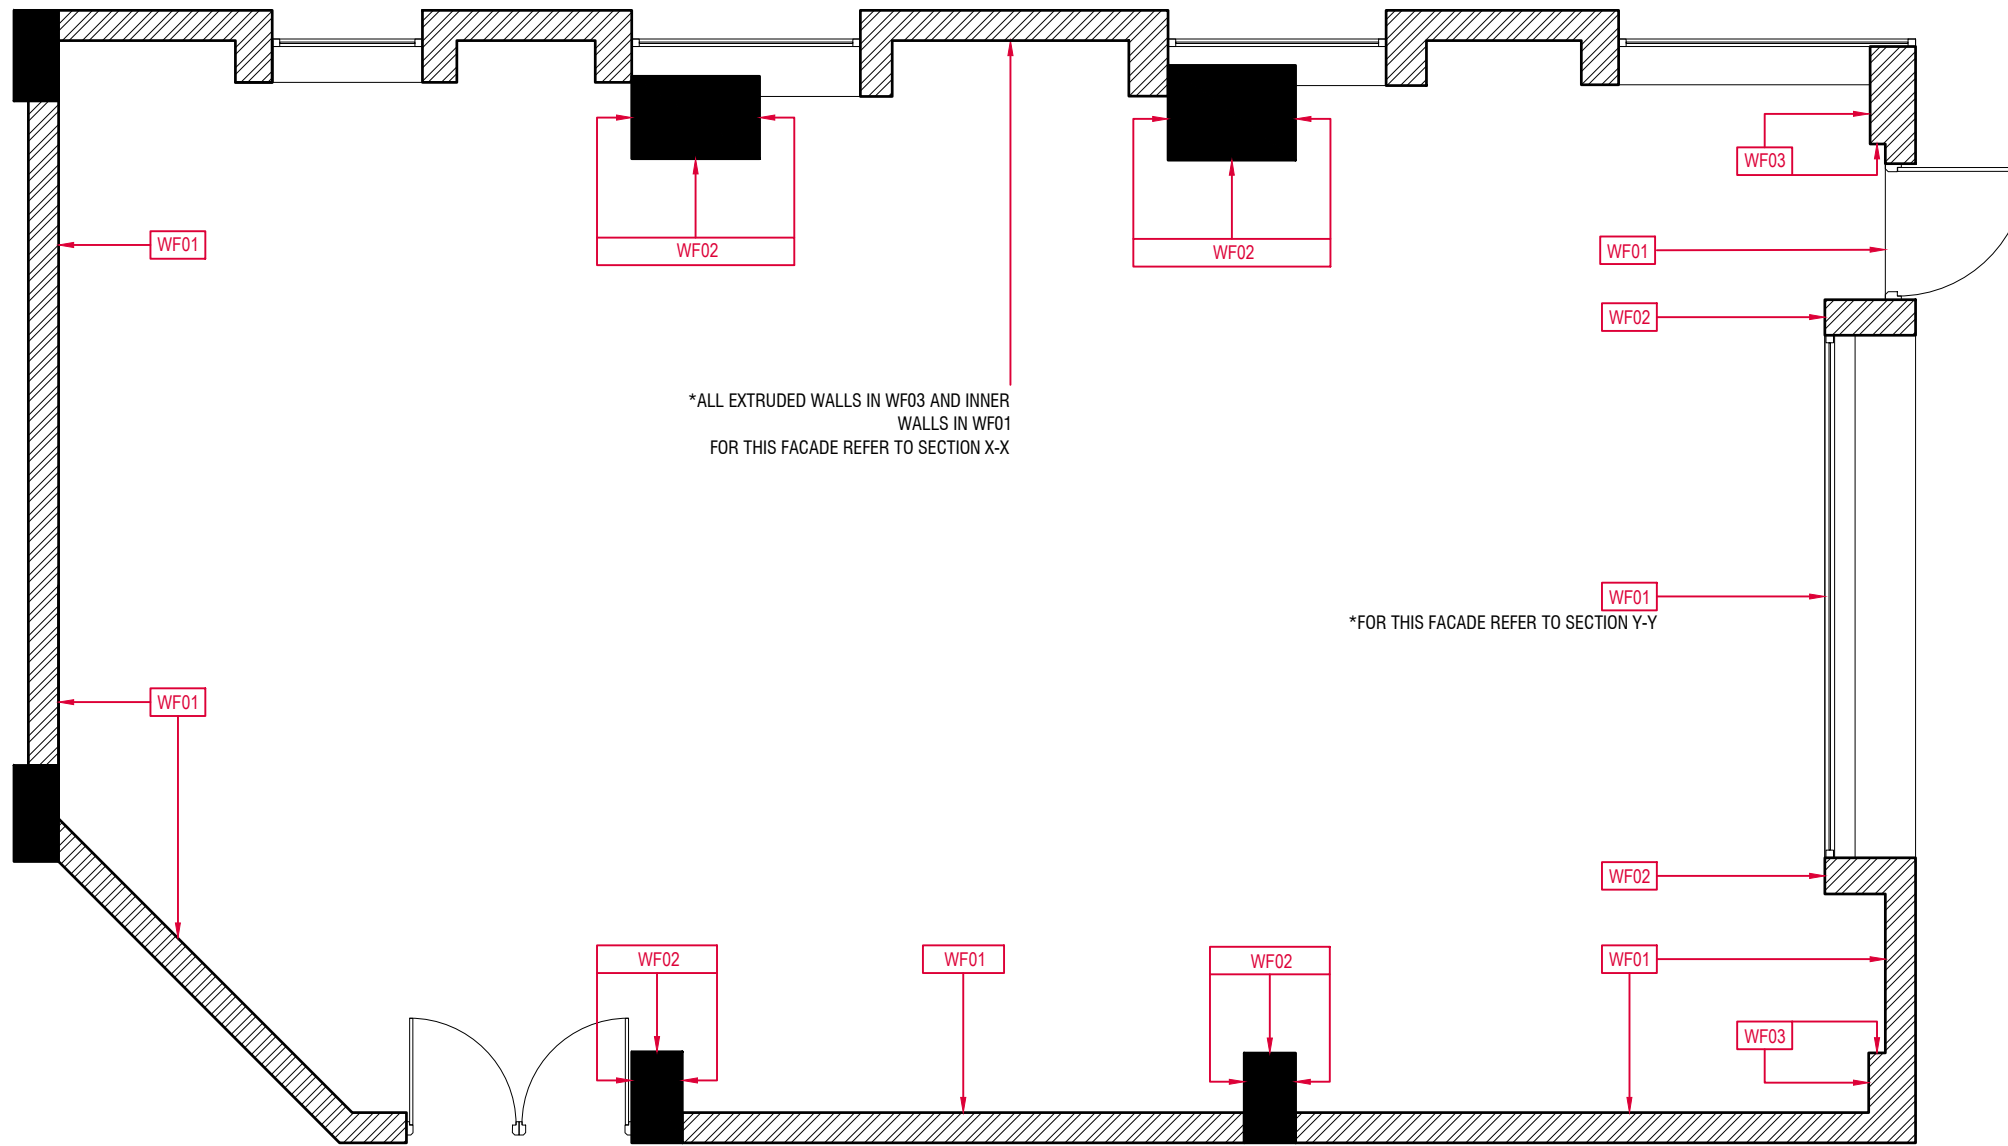 WF03
WF01
WF02
WF02
WF01
WF02
*ALL EXTRUDED WALLS IN WF03 AND INNER
WALLS IN WF01
FOR THIS FACADE REFER TO SECTION X-X
WF01
*FOR THIS FACADE REFER TO SECTION Y-Y
WF01
WF02
WF02
WF01
WF02
WF01
WF03